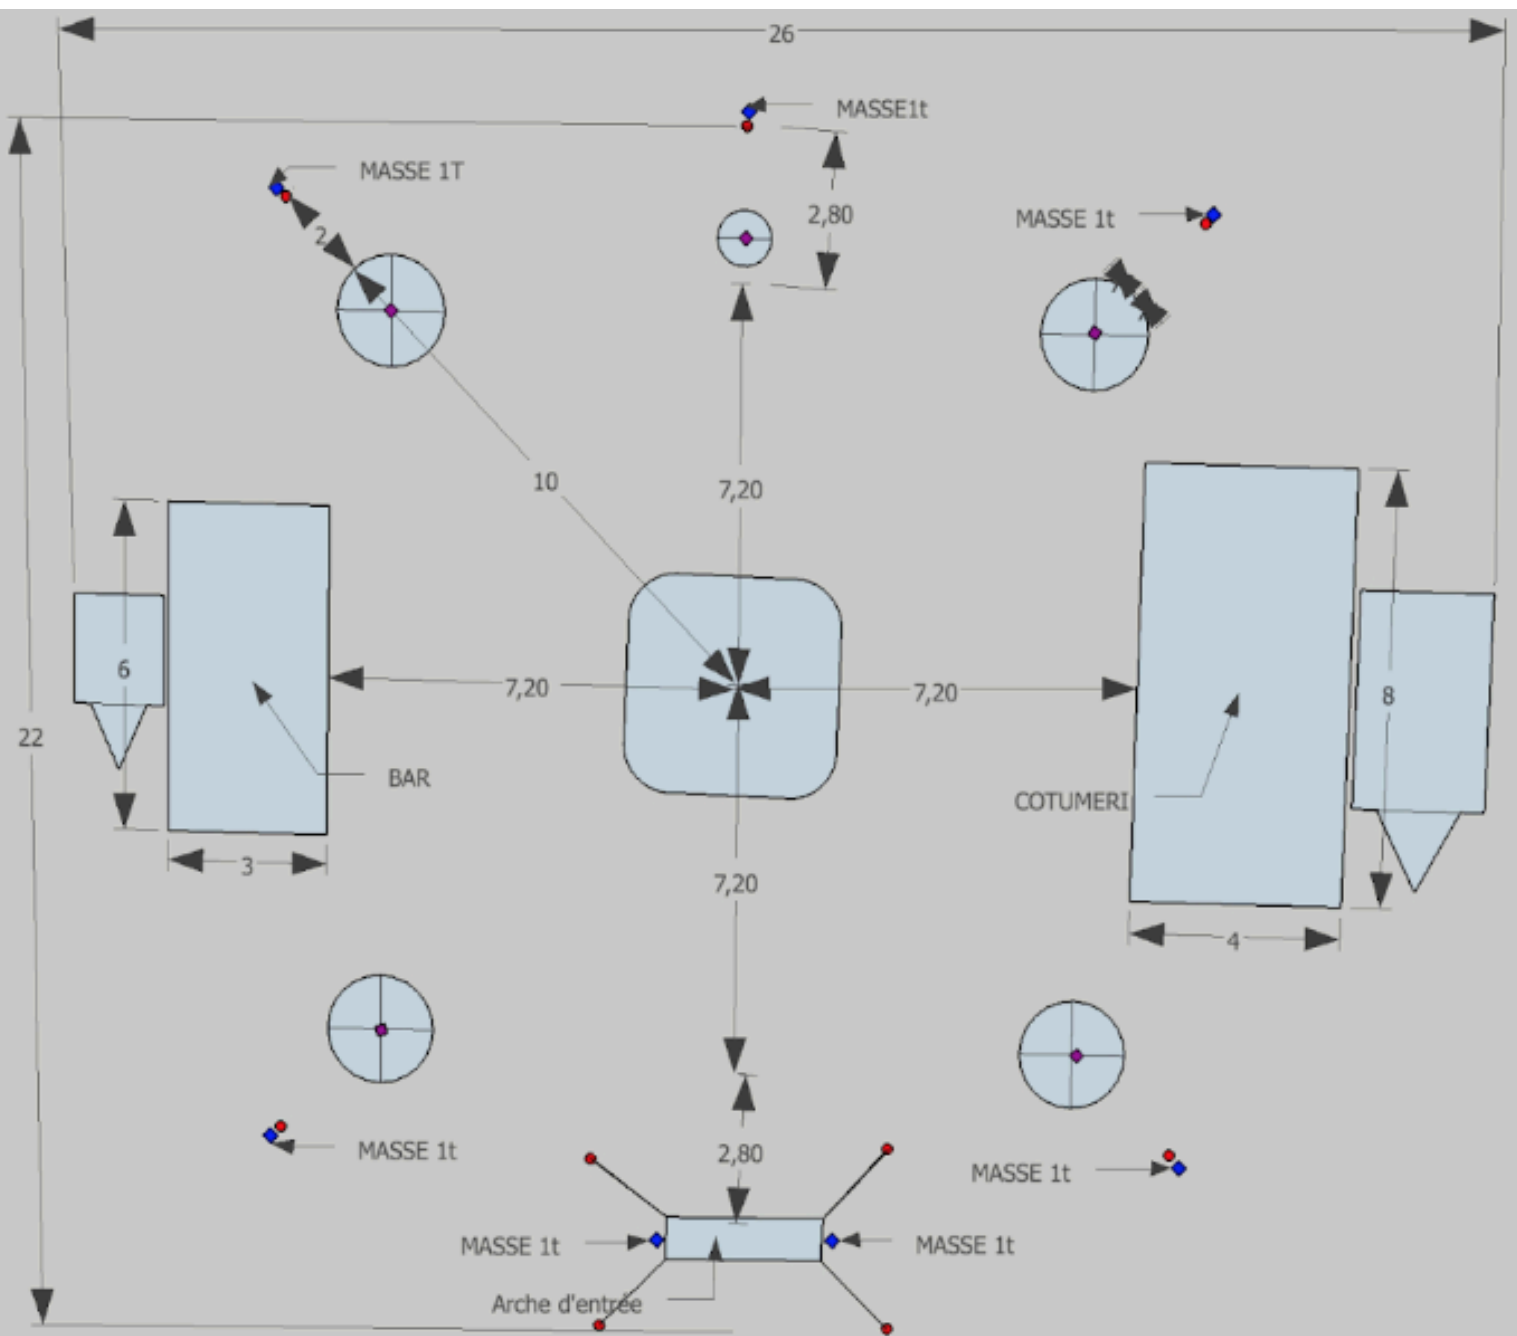 26
MASSE1t
MASSE 1T
2,80
MASSE 1t
2
10
7,20
6
7,20
7,20
8
22
BAR
COTUMERI
3
7,20
4
MASSE 1t
2,80
MASSE 1t
MASSE 1t
MASSE 1t
Arche d'entrée